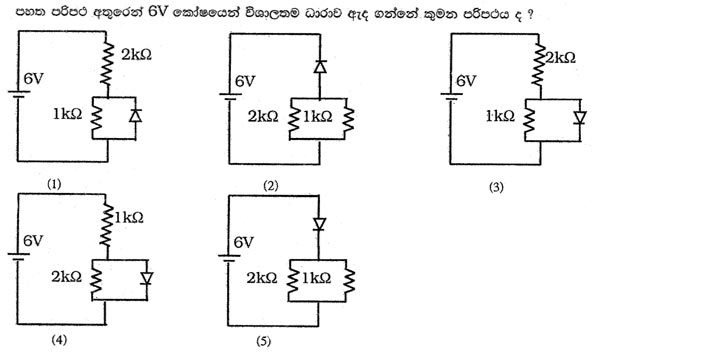 පහත පරිපථ අතුරෙන් 6V කෝෂයෙන් විශාලතම ධාරාව ඇද ගන්නේ කුමන පරිපථය ද ?
2kΩ
6V
1kΩ
(1)
6V
2kΩ 1kΩ
(2)
2kΩ
6V
1kΩ
(3)
1kΩ
6V
2kΩ
(4)
6V
2kΩ 1kΩ
(5)